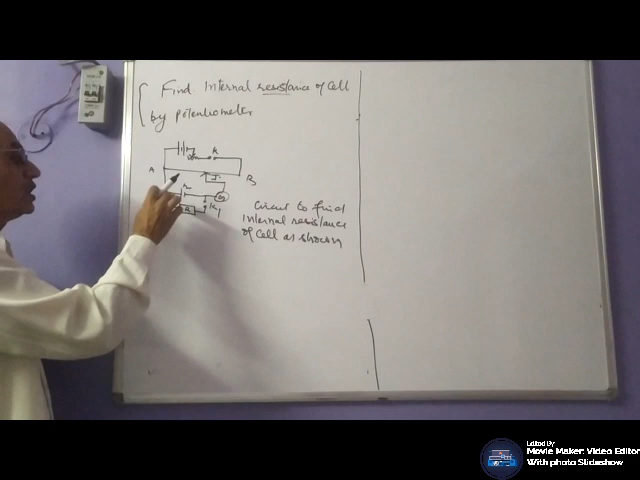 Find Internal resistance of Cell
by potentiometer
K
A
J
B
G
R
K1
Circuit to find
internal resistance
of Cell as shown
Edited By
Movie Maker: Video Editor
With photo Slideshow